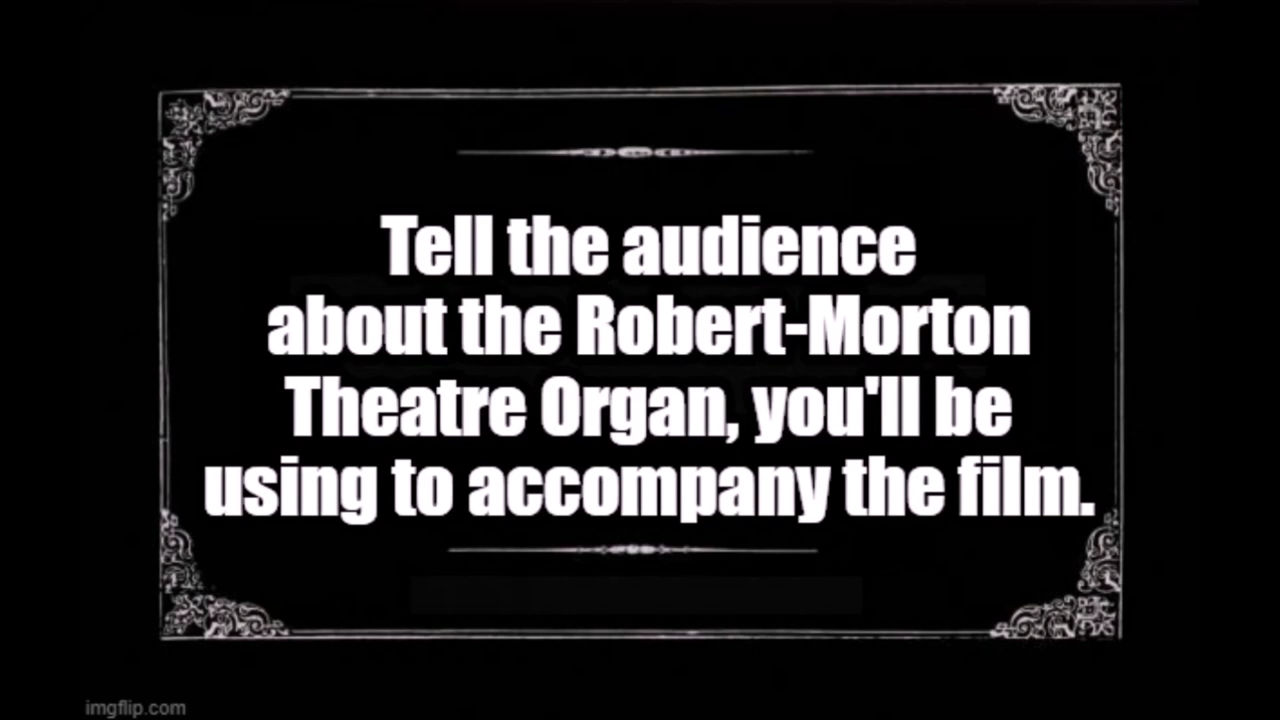 Tell the audience
about the Robert-Morton
Theatre Organ, you'll be
using to accompany the film.
imgflip.com